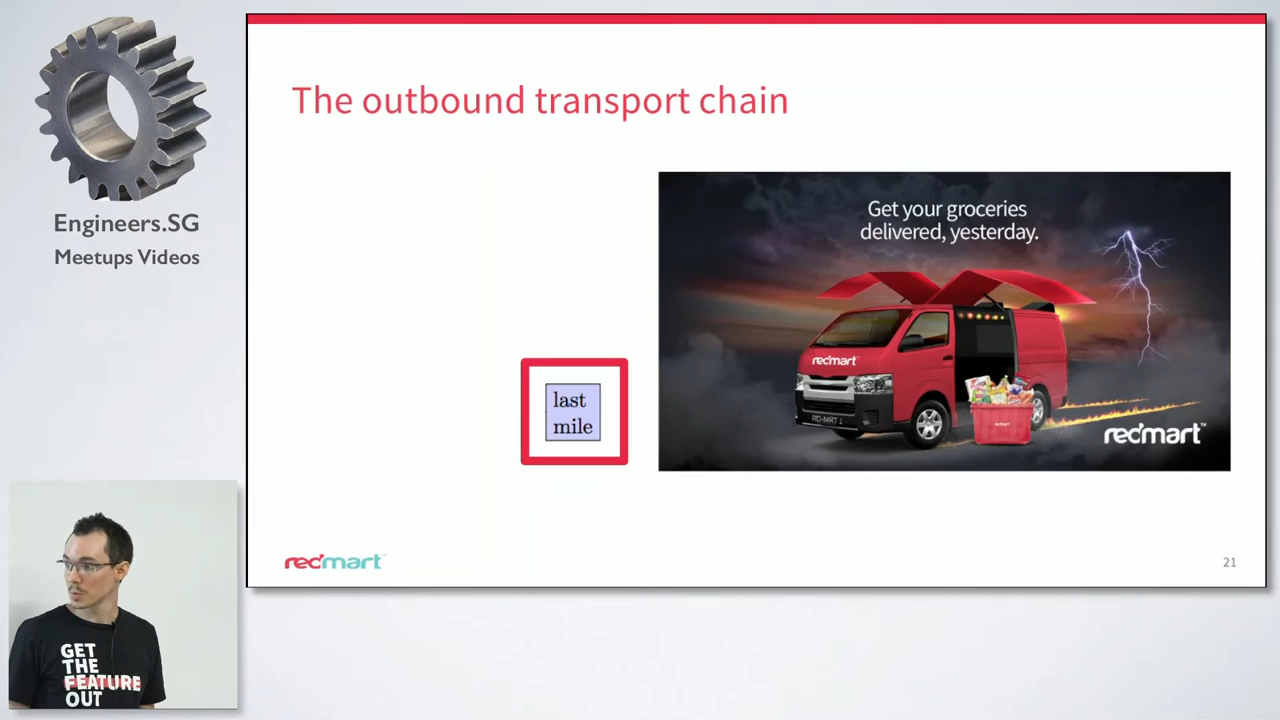 Engineers.SG
Meetups Videos
The outbound transport chain
Get your groceries
delivered, yesterday.
redmart
RD-MRT 1
redmart
redmart™
last
mile
redmart
21
GET
THE
FEATURE
OUT